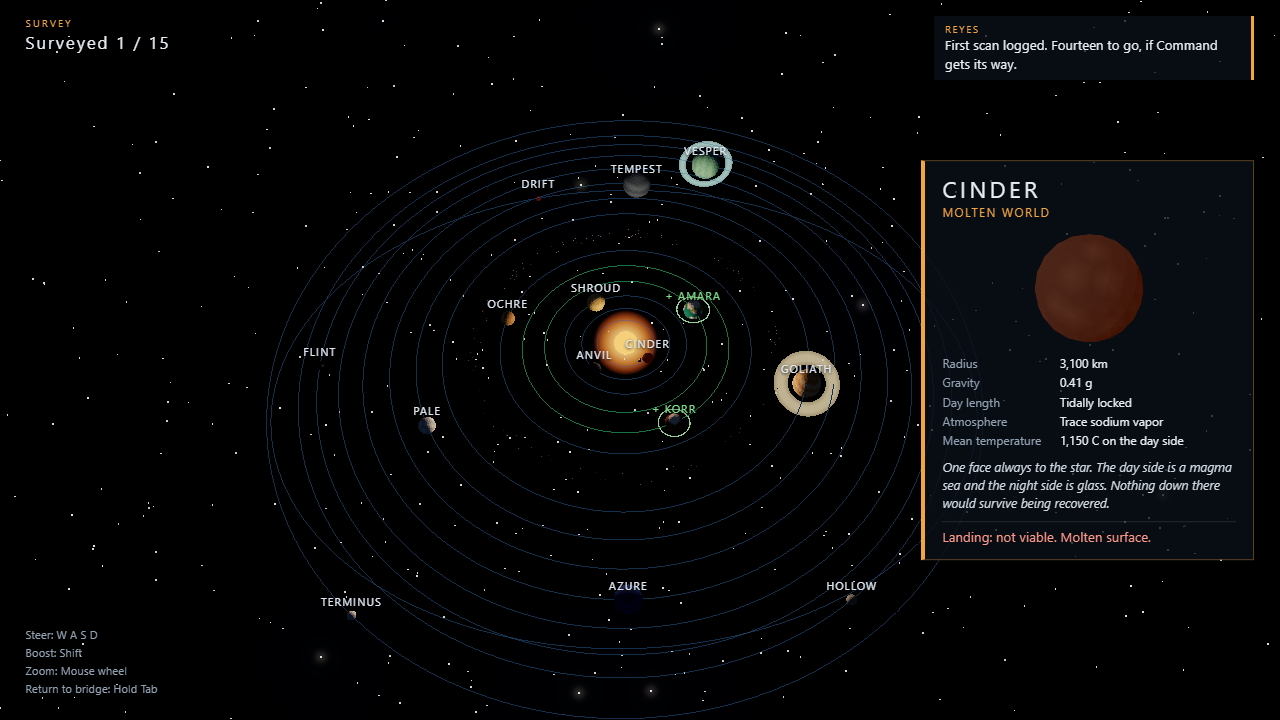 SURVEY
Surveyed 1 / 15
REYES
First scan logged. Fourteen to go, if Command
gets its way.
VESPER
TEMPEST
DRIFT
SHROUD
+ AMARA
OCHRE
CINDER
ANVIL
FLINT
GOLIATH
PALE
+ KORR
AZURE
HOLLOW
TERMINUS
CINDER
MOLTEN WORLD
Radius 3,100 km
Gravity 0.41 g
Day length Tidally locked
Atmosphere Trace sodium vapor
Mean temperature 1,150 C on the day side
One face always to the star. The day side is a magma
sea and the night side is glass. Nothing down there
would survive being recovered.
Landing: not viable. Molten surface.
Steer: W A S D
Boost: Shift
Zoom: Mouse wheel
Return to bridge: Hold Tab